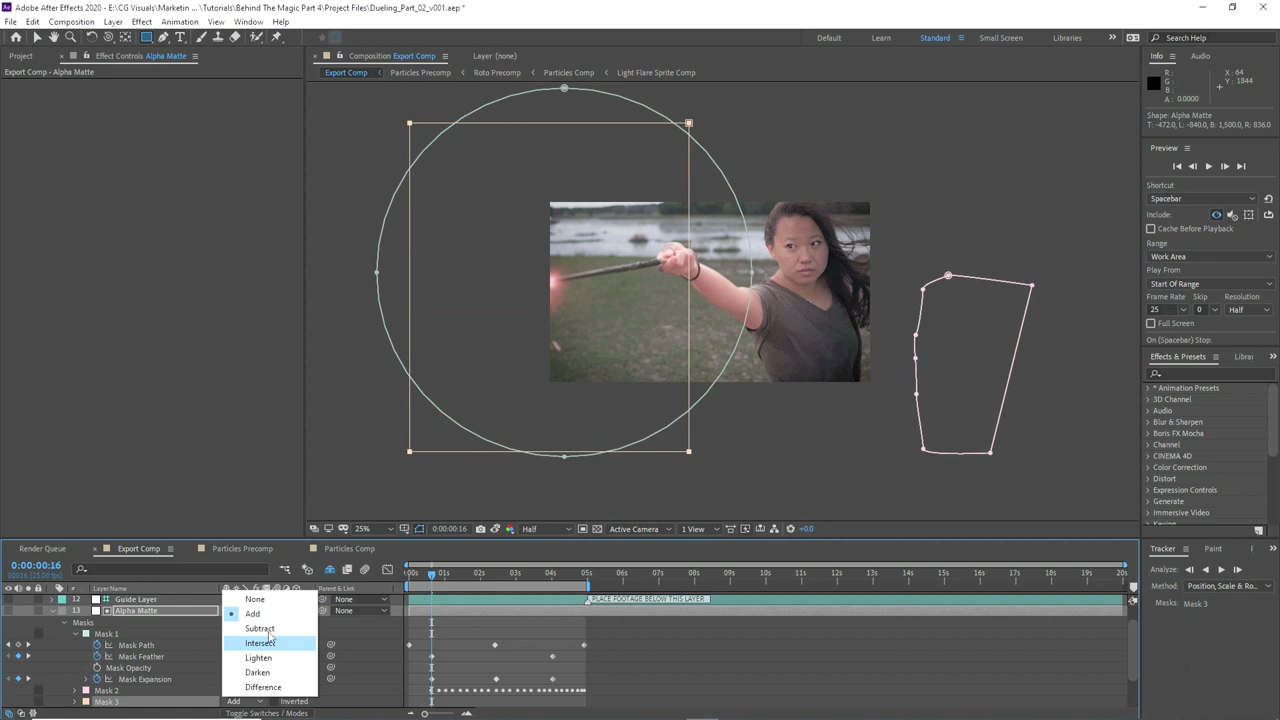 Adobe After Effects 2020 - E:\CG Visuals\Marketin ... \Tutorials\Behind The Magic Part 4\Project Files\Dueling_Part_02_v001.aep *
File Edit Composition Layer Effect Animation View Window Help
Default Learn Standard Small Screen Libraries Search Help
Project Effect Controls Alpha Matte
Export Comp - Alpha Matte
Composition Export Comp Layer (none)
Export Comp Particles Precomp Roto Precomp Particles Comp Light Flare Sprite Comp
Info Audio
R: X: 64
G: Y: 1844
B:
A: 0.0000
Shape: Alpha Matte
T: -472.0, L: -840.0, B: 1,500.0, R: 836.0
Preview
Shortcut
Spacebar
Include:
Cache Before Playback
Range
Work Area
Play From
Start Of Range
Frame Rate Skip Resolution
25 0 Half
Full Screen
On (Spacebar) Stop:
Effects & Presets Librai
* Animation Presets
3D Channel
Audio
Blur & Sharpen
Boris FX Mocha
Channel
CINEMA 4D
Color Correction
Distort
Expression Controls
Generate
Immersive Video
25% 0:00:00:16 Half Active Camera 1 View +0.0
Render Queue Export Comp Particles Precomp Particles Comp
0:00:00:16
00016 (25.00 fps)
# Layer Name Parent & Link
:00s 01s 02s 03s 04s 05s 06s 07s 08s 09s 10s 11s 12s 13s 14s 15s 16s 17s 18s 19s 20s
12 Guide Layer None
PLACE FOOTAGE BELOW THIS LAYER
13 Alpha Matte None
Masks
Mask 1
Mask Path
Mask Feather
Mask Opacity
Mask Expansion
Mask 2
Mask 3 Add Inverted
None
Add
Subtract
Intersect
Lighten
Darken
Difference
Toggle Switches / Modes
Tracker Paint
Analyze:
Method: Position, Scale & Ro...
Masks: Mask 3